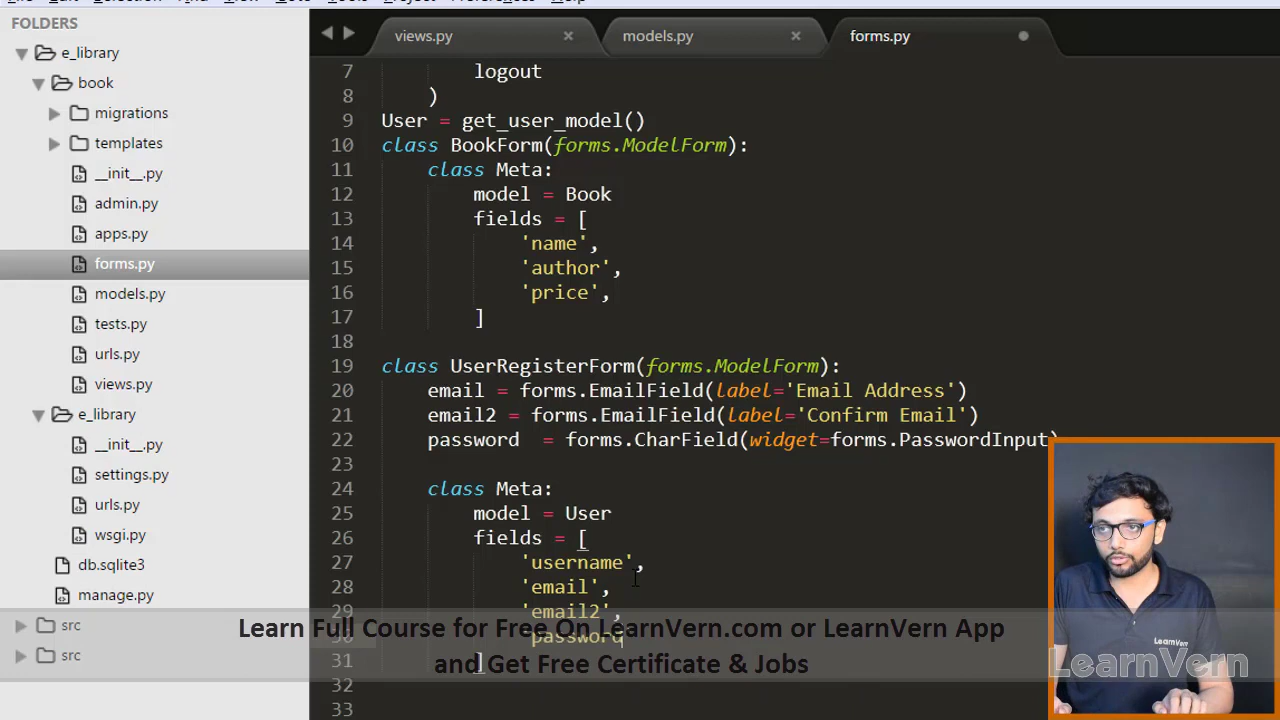 FOLDERS
e_library
book
migrations
templates
__init__.py
admin.py
apps.py
forms.py
models.py
tests.py
urls.py
views.py
e_library
__init__.py
settings.py
urls.py
wsgi.py
db.sqlite3
manage.py
src
src
views.py
models.py
forms.py
7 logout
8 )
9 User = get_user_model()
10 class BookForm(forms.ModelForm):
11 class Meta:
12 model = Book
13 fields = [
14 'name',
15 'author',
16 'price',
17 ]
18
19 class UserRegisterForm(forms.ModelForm):
20 email = forms.EmailField(label='Email Address')
21 email2 = forms.EmailField(label='Confirm Email')
22 password = forms.CharField(widget=forms.PasswordInput)
23
24 class Meta:
25 model = User
26 fields = [
27 'username',
28 'email',
29 'email2',
30 'password
31 ]
32
33
Learn Full Course for Free On LearnVern.com or LearnVern App
and Get Free Certificate & Jobs
LearnVern
LearnVern